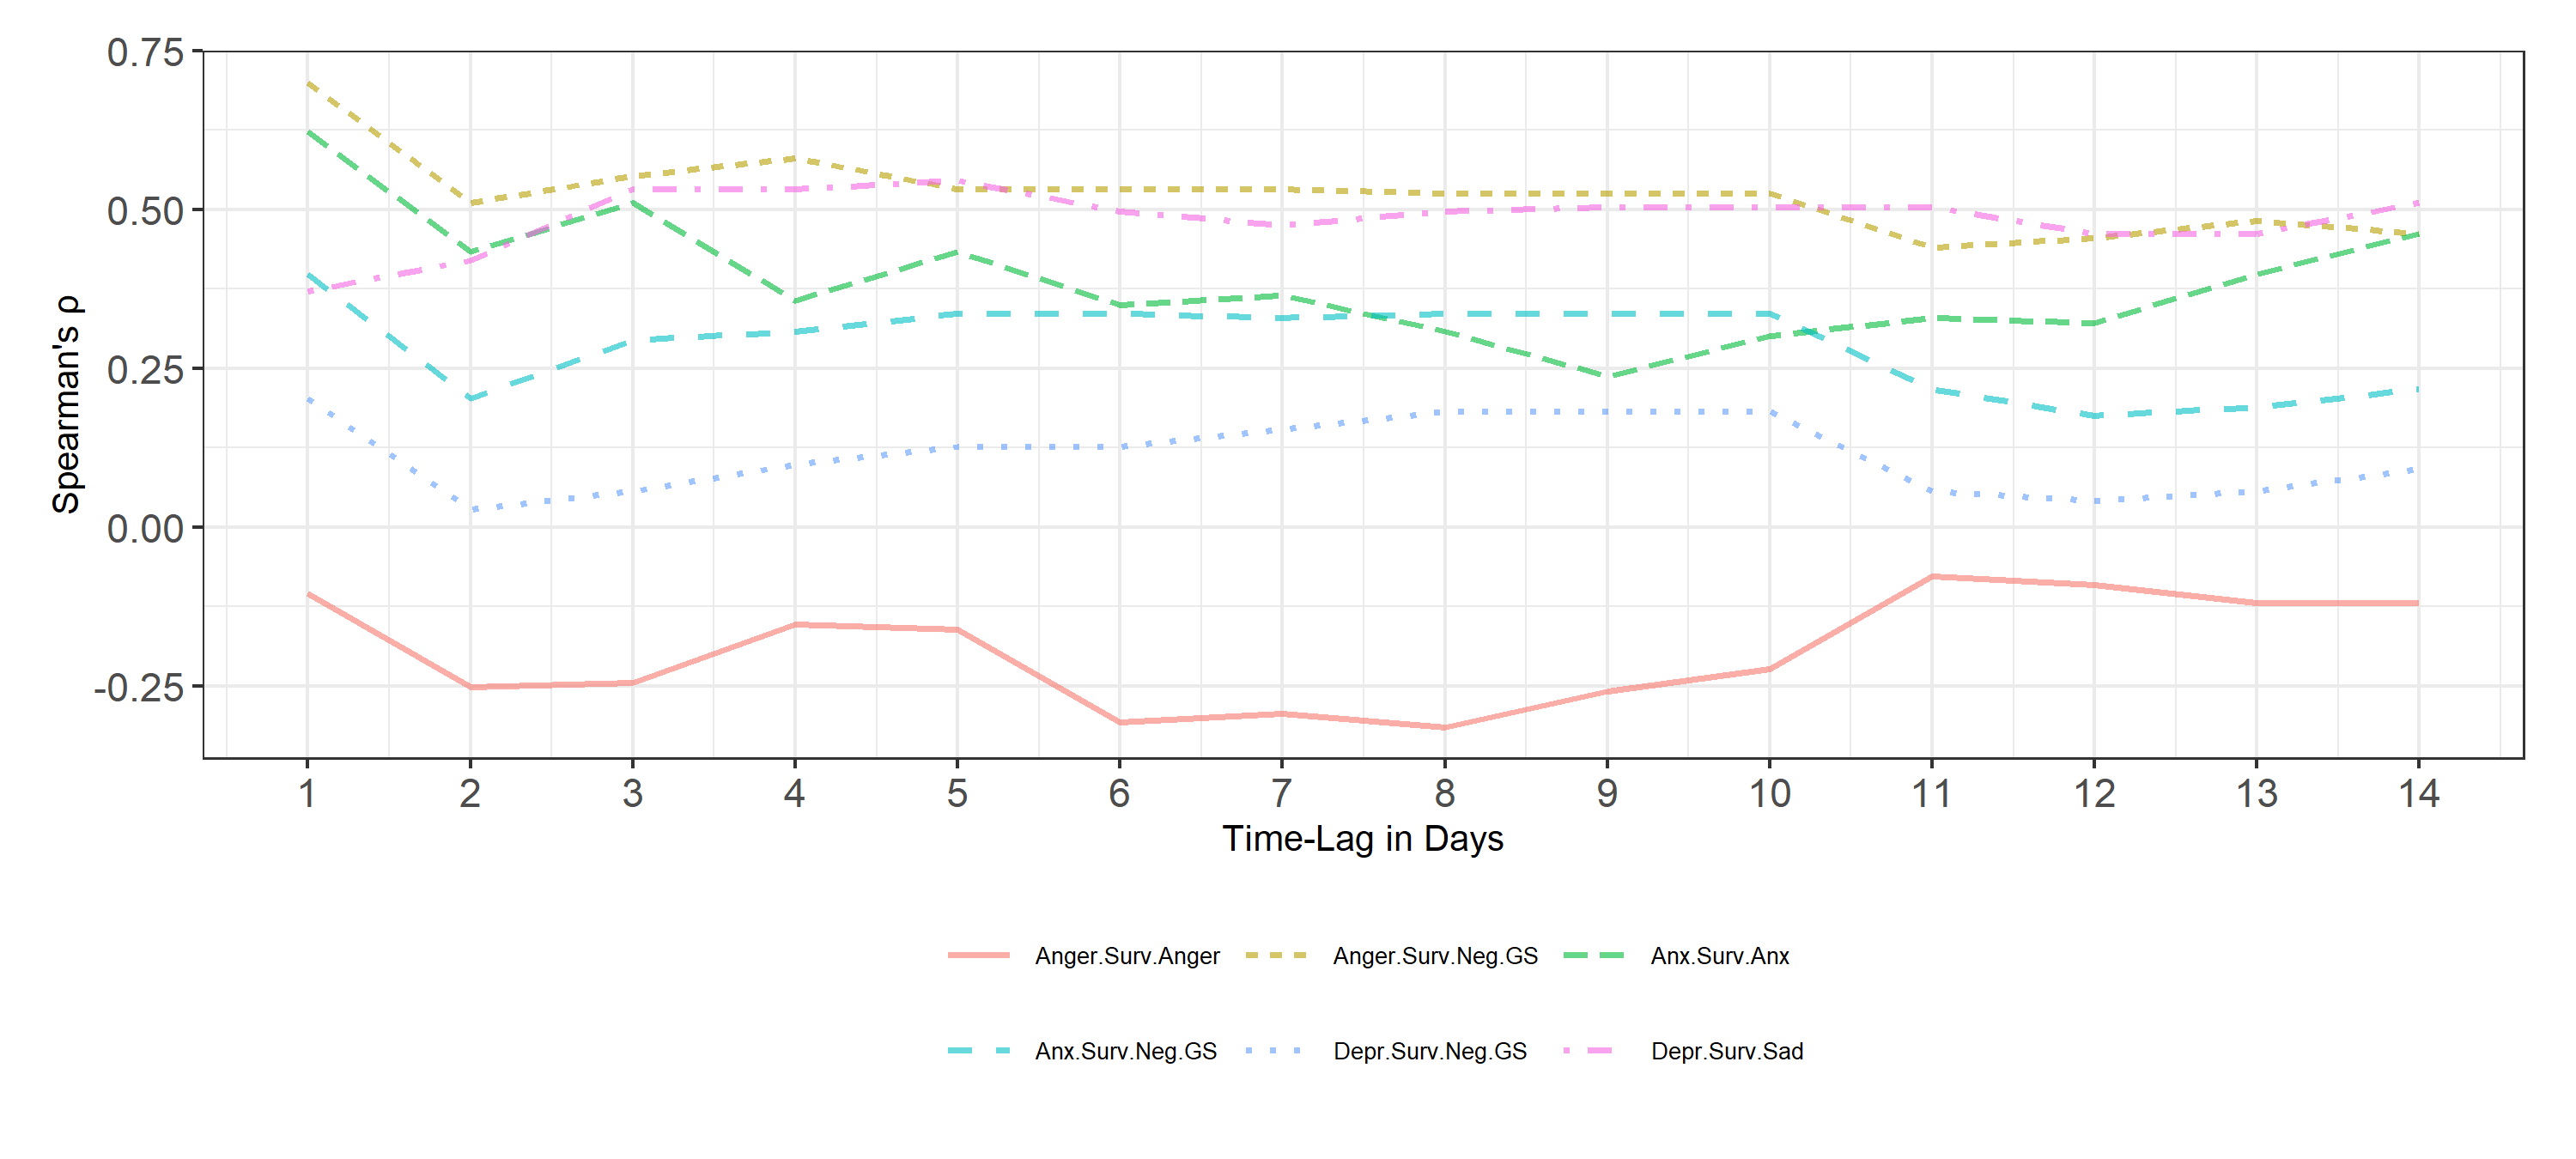 0.75
0.50
0.25
0.00
-0.25
Spearman's ρ
1 2 3 4 5 6 7 8 9 10 11 12 13 14
Time-Lag in Days
Anger.Surv.Anger Anger.Surv.Neg.GS Anx.Surv.Anx
Anx.Surv.Neg.GS Depr.Surv.Neg.GS Depr.Surv.Sad